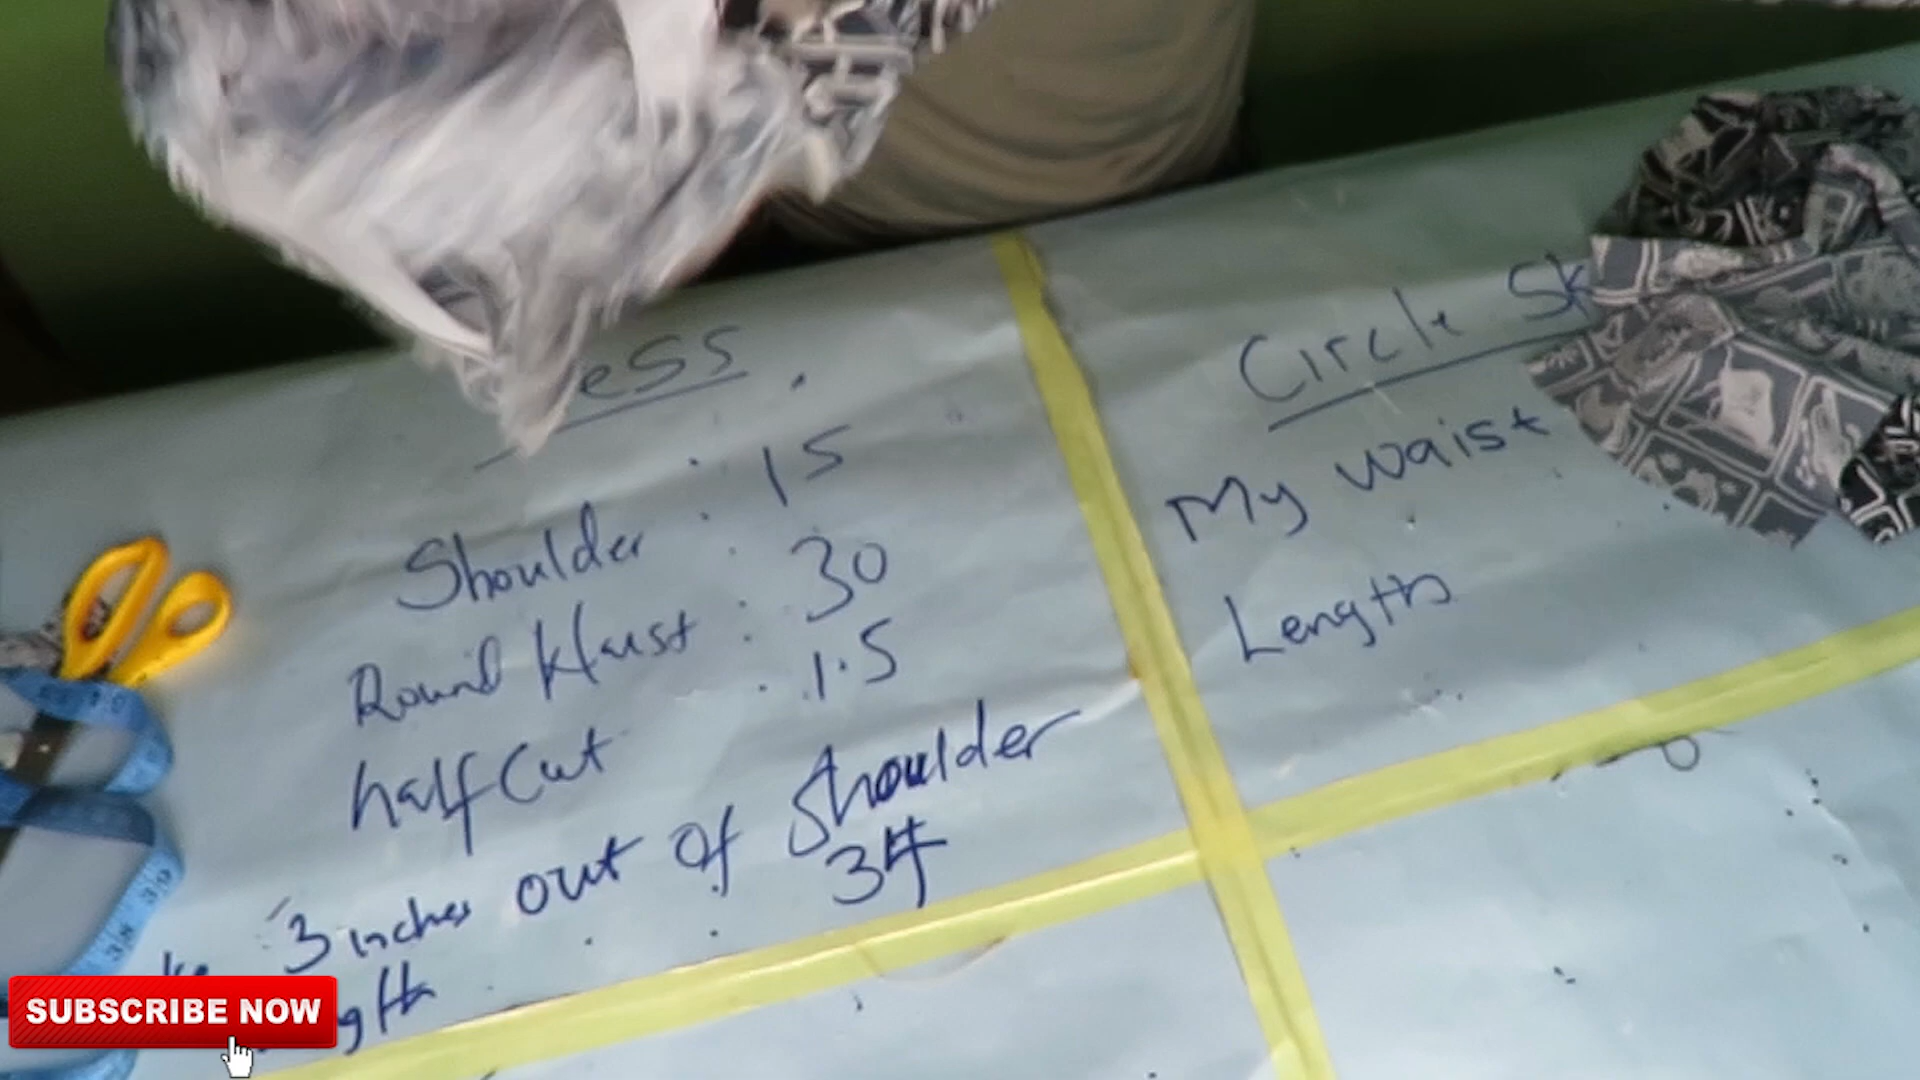 ess
Shoulder : 15
Round Waist : 30
half Cut : 1.5
3 inches out of Shoulder
gth 34
Circle Sk
My waist
Length
SUBSCRIBE NOW